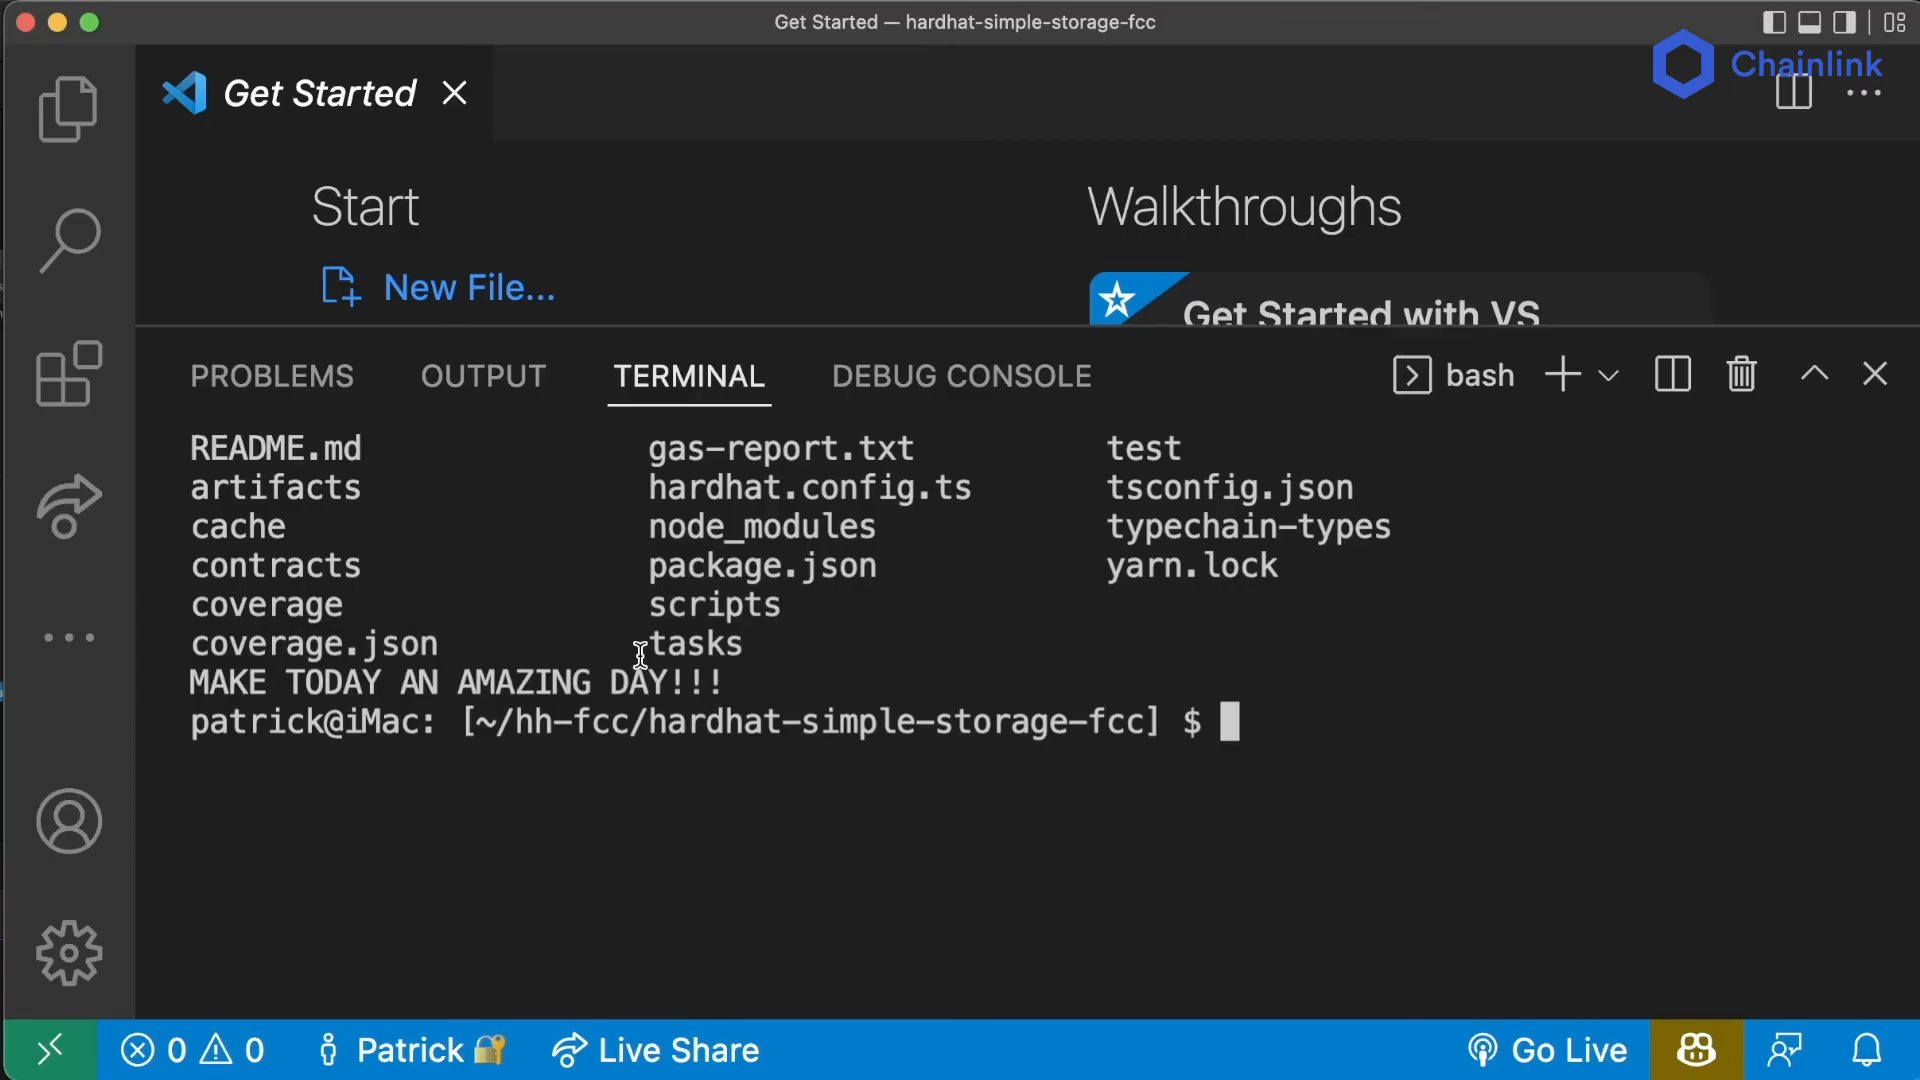 Get Started — hardhat-simple-storage-fcc
Chainlink
Get Started
Start
Walkthroughs
New File...
Get Started with VS
PROBLEMS OUTPUT TERMINAL DEBUG CONSOLE bash
README.md gas-report.txt test
artifacts hardhat.config.ts tsconfig.json
cache node_modules typechain-types
contracts package.json yarn.lock
coverage scripts
coverage.json tasks
MAKE TODAY AN AMAZING DAY!!!
patrick@iMac: [~/hh-fcc/hardhat-simple-storage-fcc] $
0 0 Patrick Live Share Go Live